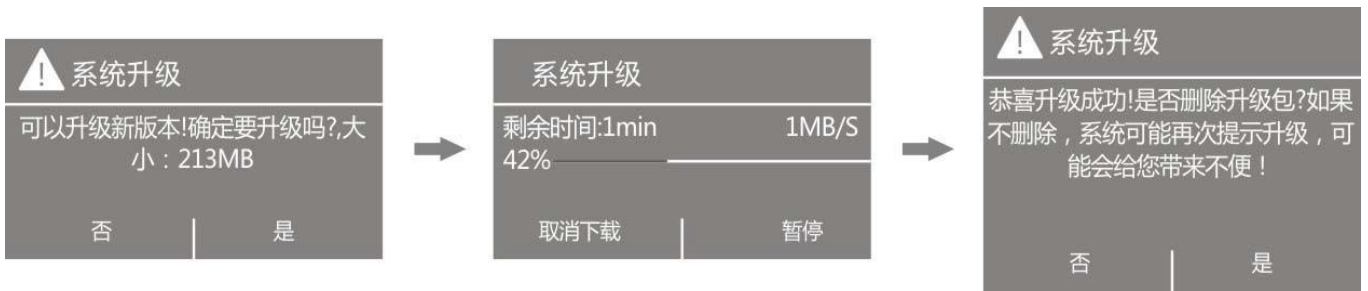 系统升级
可以升级新版本!确定要升级吗?,大
小：213MB
否
是
系统升级
剩余时间:1min
1MB/S
42%
取消下载
暂停
系统升级
恭喜升级成功!是否删除升级包?如果
不删除，系统可能再次提示升级，可
能会给您带来不便！
否
是